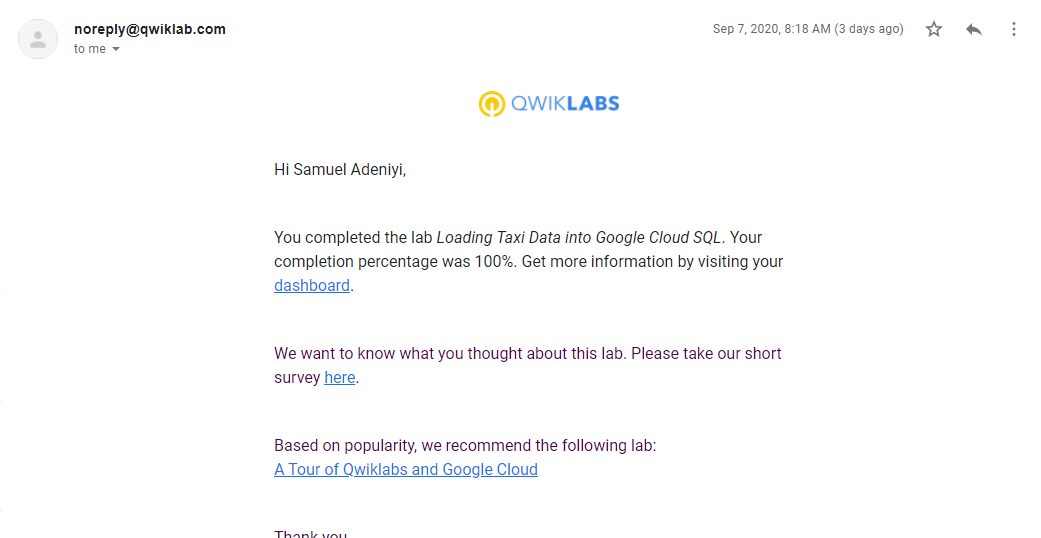 noreply@qwiklab.com
Sep 7, 2020, 8:18 AM (3 days ago)
to me
QWIKLABS
Hi Samuel Adeniyi,
You completed the lab Loading Taxi Data into Google Cloud SQL. Your
completion percentage was 100%. Get more information by visiting your
dashboard.
We want to know what you thought about this lab. Please take our short
survey here.
Based on popularity, we recommend the following lab:
A Tour of Qwiklabs and Google Cloud
Thank you